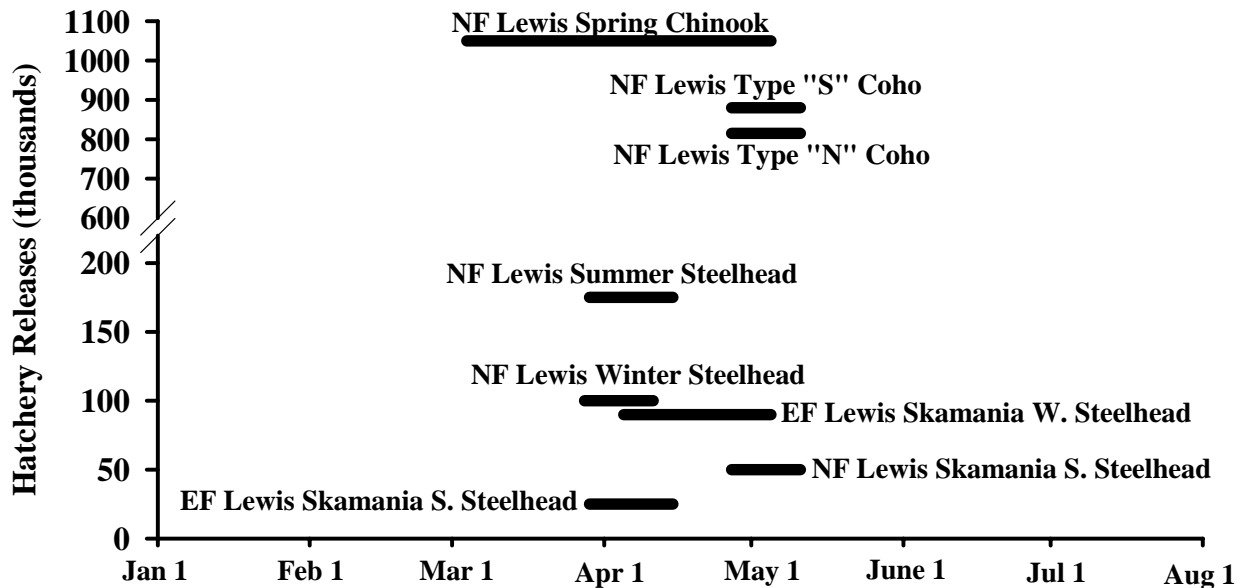 Hatchery Releases (thousands)
1100
1000
900
800
700
600
200
150
100
50
0
NF Lewis Spring Chinook
NF Lewis Type "S" Coho
NF Lewis Type "N" Coho
NF Lewis Summer Steelhead
NF Lewis Winter Steelhead
EF Lewis Skamania W. Steelhead
NF Lewis Skamania S. Steelhead
EF Lewis Skamania S. Steelhead
Jan 1 Feb 1 Mar 1 Apr 1 May 1 June 1 Jul 1 Aug 1